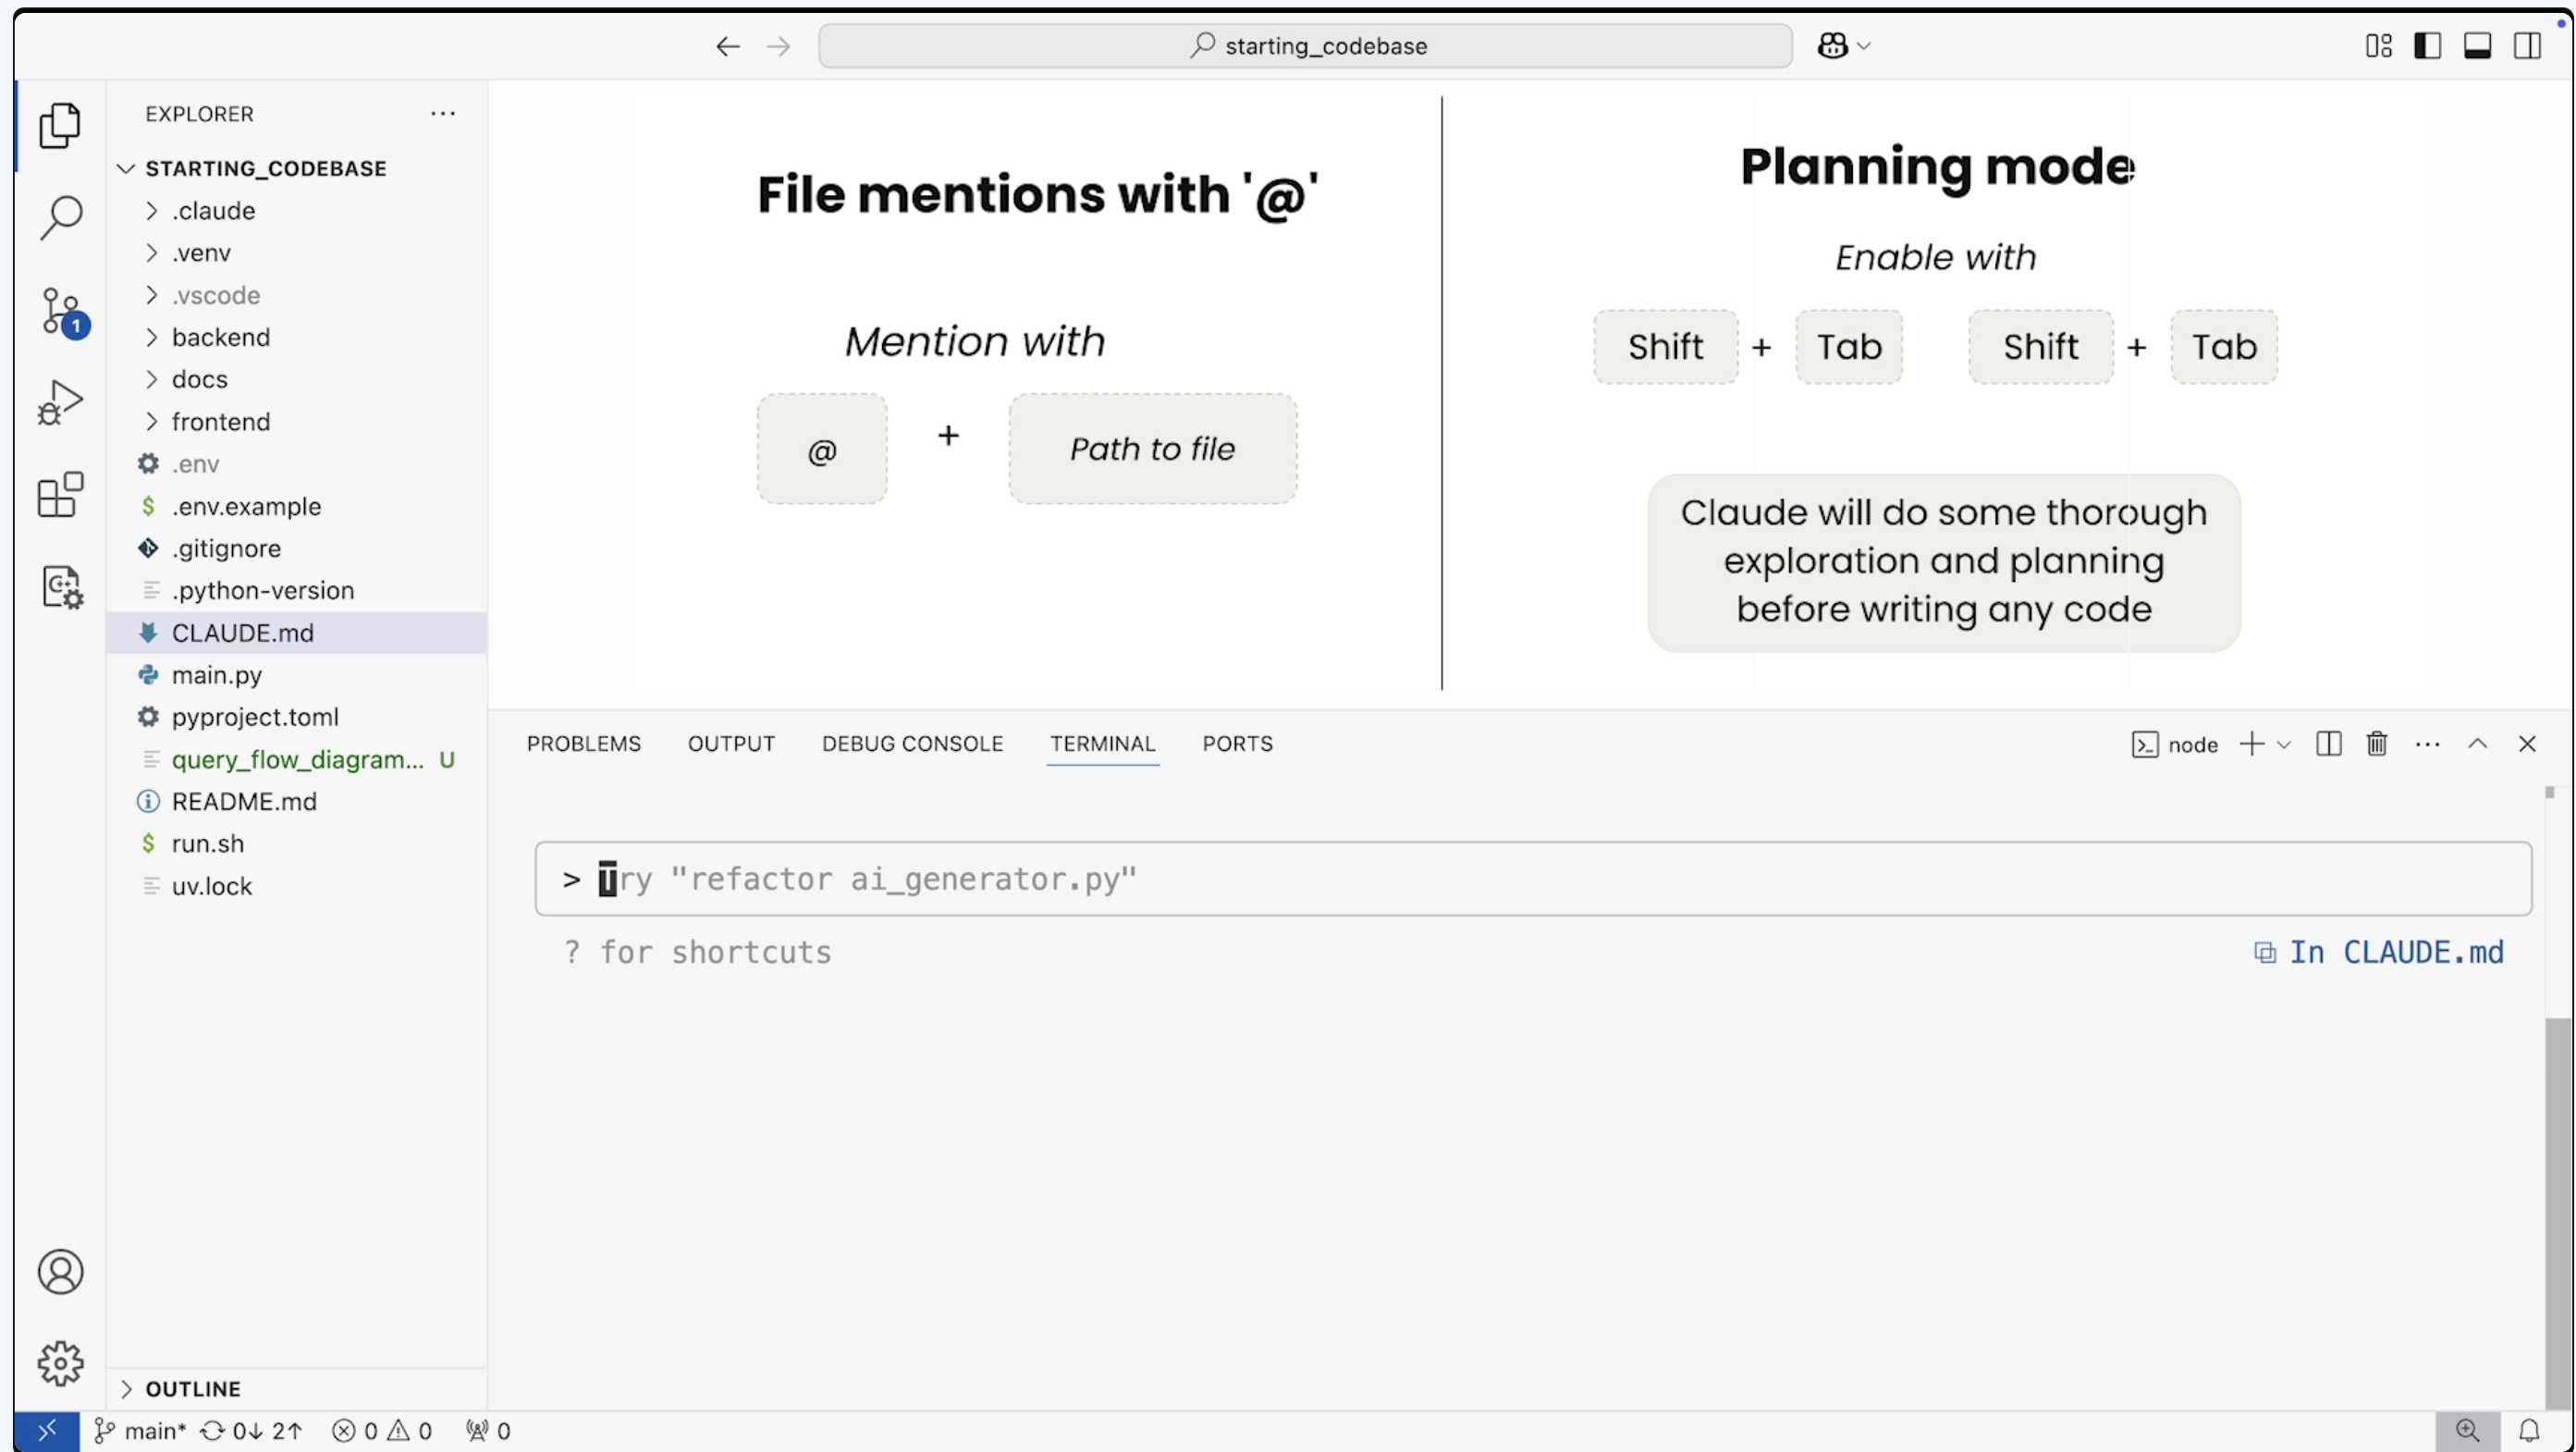 starting_codebase
EXPLORER
STARTING_CODEBASE
.claude
.venv
.vscode
backend
docs
frontend
.env
.env.example
.gitignore
.python-version
CLAUDE.md
main.py
pyproject.toml
query_flow_diagram... U
README.md
run.sh
uv.lock
OUTLINE
1
File mentions with '@'
Mention with
@ + Path to file
Planning mode
Enable with
Shift + Tab Shift + Tab
Claude will do some thorough
exploration and planning
before writing any code
PROBLEMS OUTPUT DEBUG CONSOLE TERMINAL PORTS
node
> Try "refactor ai_generator.py"
? for shortcuts
In CLAUDE.md
main* 0↓ 2↑ 0 0 0